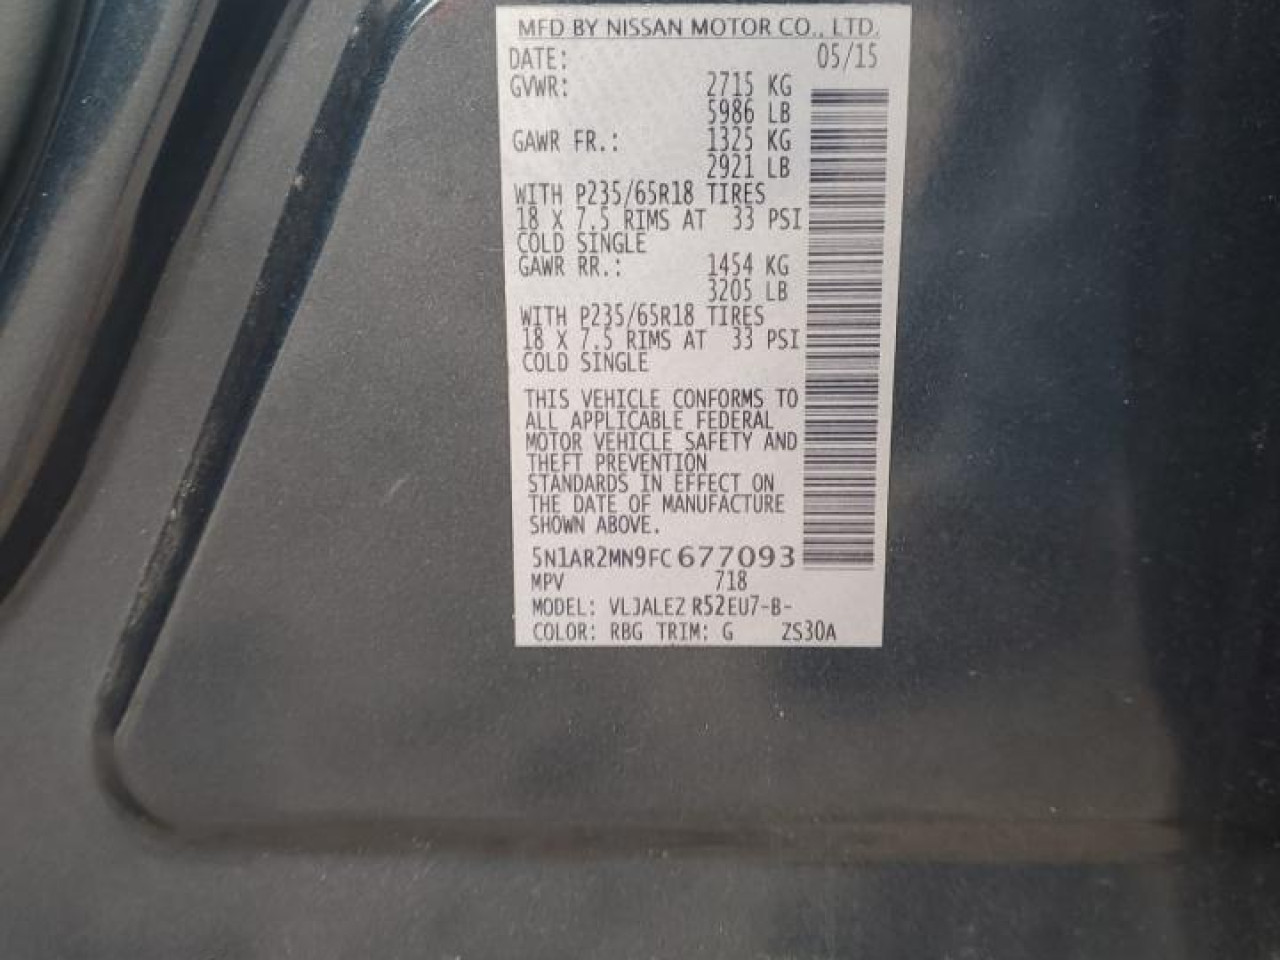 MFD BY NISSAN MOTOR CO., LTD.
DATE: 05/15
GVWR: 2715 KG
5986 LB
GAWR FR.: 1325 KG
2921 LB
WITH P235/65R18 TIRES
18 X 7.5 RIMS AT 33 PSI
COLD SINGLE
GAWR RR.: 1454 KG
3205 LB
WITH P235/65R18 TIRES
18 X 7.5 RIMS AT 33 PSI
COLD SINGLE
THIS VEHICLE CONFORMS TO
ALL APPLICABLE FEDERAL
MOTOR VEHICLE SAFETY AND
THEFT PREVENTION
STANDARDS IN EFFECT ON
THE DATE OF MANUFACTURE
SHOWN ABOVE.
5N1AR2MN9FC677093
MPV 718
MODEL: VLJALEZ R52EU7-B-
COLOR: RBG TRIM: G ZS30A